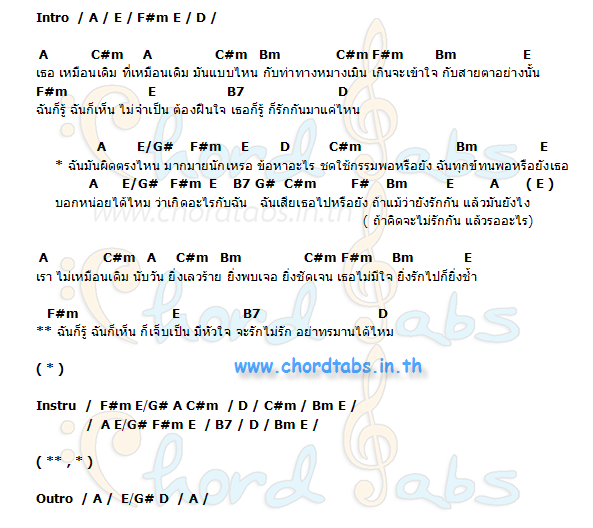 Intro / A / E / F#m E / D /
A C#m A C#m Bm C#m F#m Bm E
เธอ เหมือนเดิม ที่เหมือนเดิม มันแบบไหน กับท่าทางหมางเมิน เกินจะเข้าใจ กับสายตาอย่างนั้น
F#m E B7 D
ฉันก็รู้ ฉันก็เห็น ไม่จำเป็น ต้องฝืนใจ เธอก็รู้ ก็รักกันมาแค่ไหน
A E/G# F#m E D C#m Bm E
* ฉันมันผิดตรงไหน มากมายนักเหรอ ข้อหาอะไร ชดใช้กรรมพอหรือยัง ฉันทุกข์ทนพอหรือยังเธอ
A E/G# F#m E B7 G# C#m F# Bm E A ( E )
บอกหน่อยได้ไหม ว่าเกิดอะไรกับฉัน ฉันเสียเธอไปหรือยัง ถ้าแม้ว่ายังรักกัน แล้วมันยังไง
( ถ้าคิดจะไม่รักกัน แล้วรออะไร)
www.chordtabs.in.th
A C#m A C#m Bm C#m F#m Bm E
เรา ไม่เหมือนเดิม นับวัน ยิ่งเลวร้าย ยิ่งพบเจอ ยิ่งชัดเจน เธอไม่มีใจ ยิ่งรักไปก็ยิ่งช้ำ
F#m E B7 D
** ฉันก็รู้ ฉันก็เห็น ก็เจ็บเป็น มีหัวใจ จะรักไม่รัก อย่าทรมานได้ไหม
www.chordtabs.in.th
( * )
Instru / F#m E/G# A C#m / D / C#m / Bm E /
/ A E/G# F#m E / B7 / D / Bm E /
( ** , * )
Outro / A / E/G# D / A /
Chord Tabs